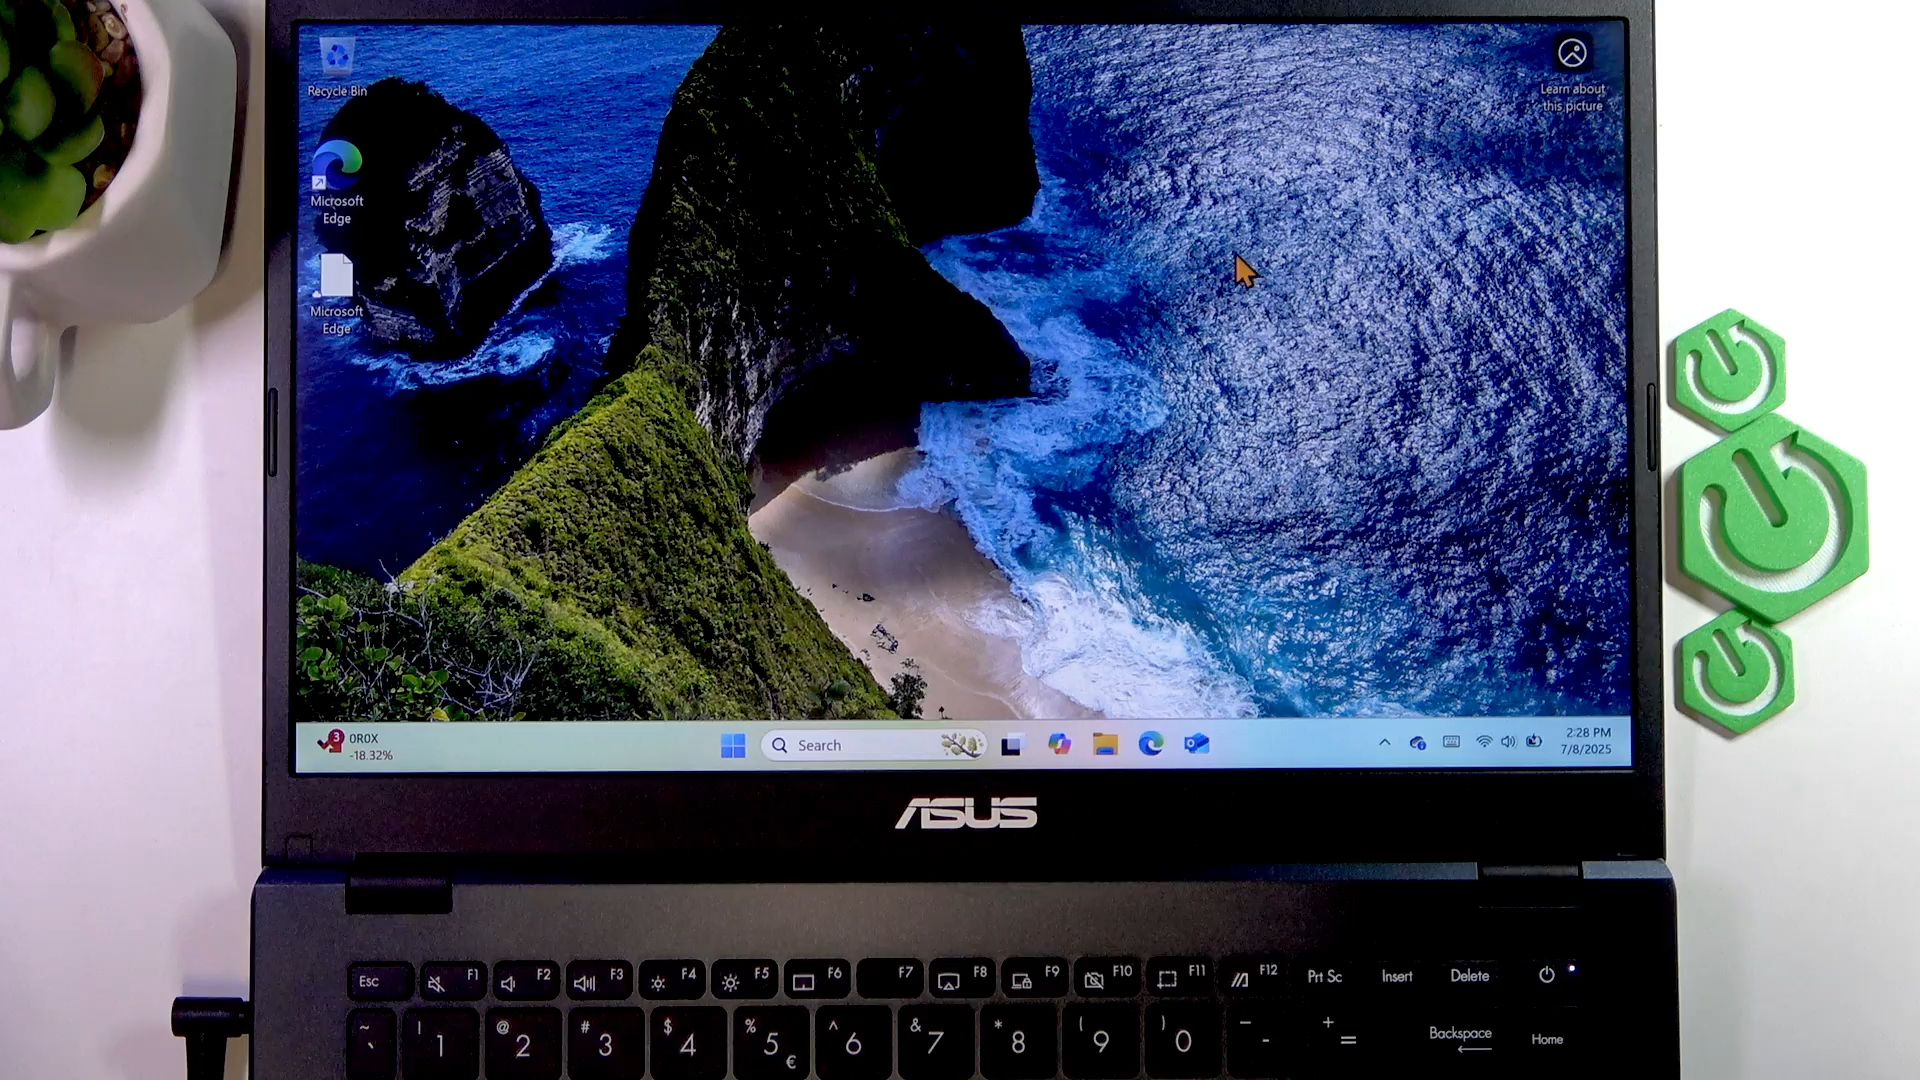 Recycle Bin
Learn about
this picture
Microsoft
Edge
Microsoft
Edge
3
OROX
-18.32%
Search
2:28 PM
7/8/2025
ASUS
Esc F1 F2 F3 F4 F5 F6 F7 F8 F9 F10 F11 F12 Prt Sc Insert Delete
~ ` ! 1 @ 2 # 3 $ 4 % 5 € ^ 6 & 7 * 8 ( 9 ) 0 _ - + = Backspace Home